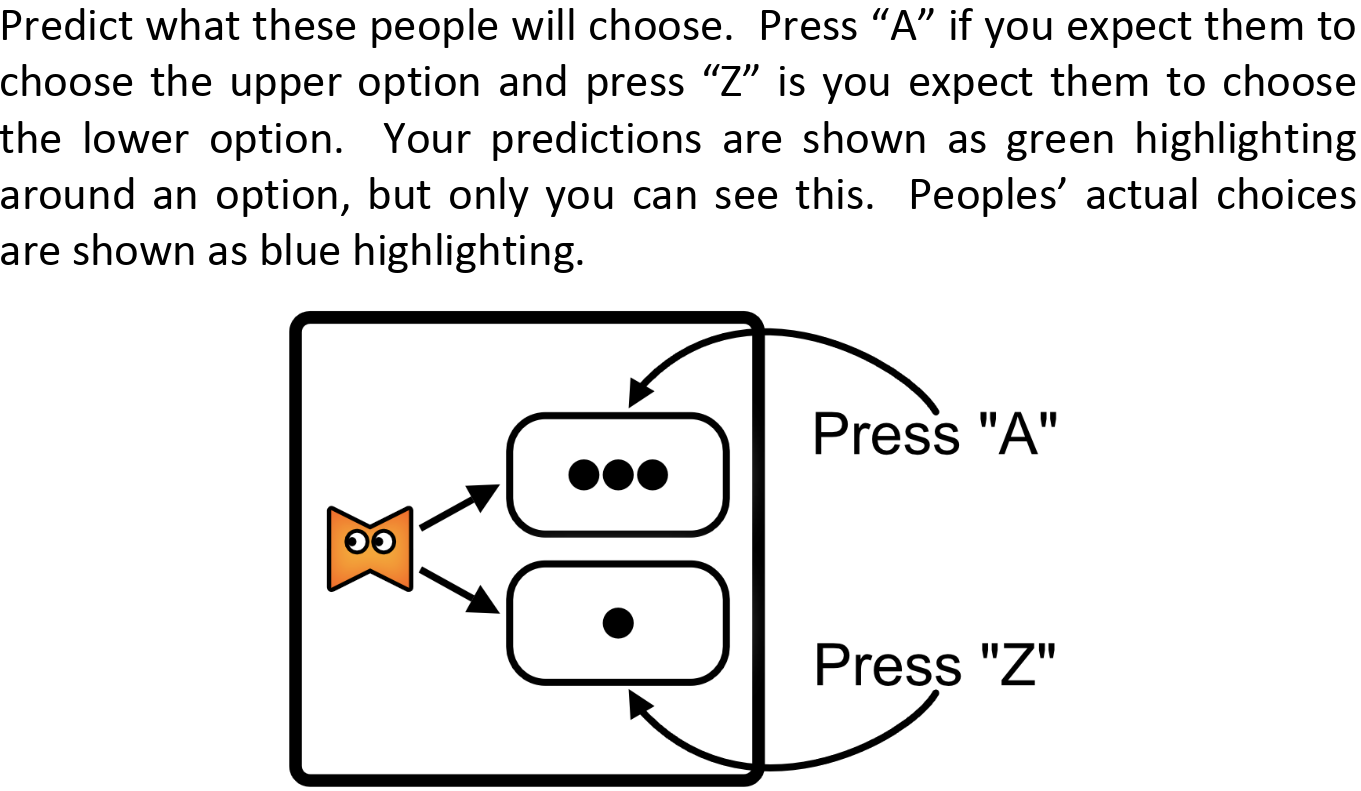 Predict what these people will choose.  Press “A” if you expect them to
choose the upper option and press “Z” is you expect them to choose
the lower option.  Your predictions are shown as green highlighting
around an option, but only you can see this.  Peoples’ actual choices
are shown as blue highlighting.
Press "A"
Press "Z"